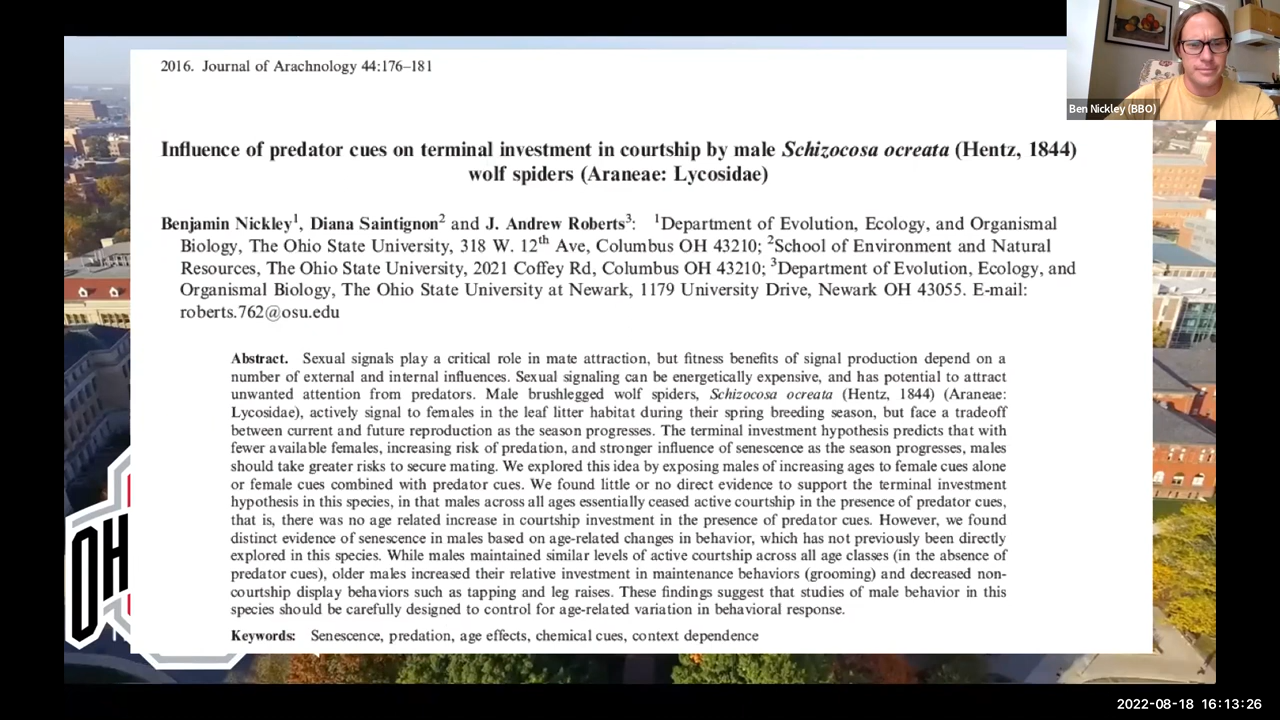 2016. Journal of Arachnology 44:176–181
Ben Nickley (BBO)
Influence of predator cues on terminal investment in courtship by male Schizocosa ocreata (Hentz, 1844)
wolf spiders (Araneae: Lycosidae)
Benjamin Nickley1, Diana Saintignon2 and J. Andrew Roberts3: 1Department of Evolution, Ecology, and Organismal
Biology, The Ohio State University, 318 W. 12th Ave, Columbus OH 43210; 2School of Environment and Natural
Resources, The Ohio State University, 2021 Coffey Rd, Columbus OH 43210; 3Department of Evolution, Ecology, and
Organismal Biology, The Ohio State University at Newark, 1179 University Drive, Newark OH 43055. E-mail:
roberts.762@osu.edu
Abstract. Sexual signals play a critical role in mate attraction, but fitness benefits of signal production depend on a
number of external and internal influences. Sexual signaling can be energetically expensive, and has potential to attract
unwanted attention from predators. Male brushlegged wolf spiders, Schizocosa ocreata (Hentz, 1844) (Araneae:
Lycosidae), actively signal to females in the leaf litter habitat during their spring breeding season, but face a tradeoff
between current and future reproduction as the season progresses. The terminal investment hypothesis predicts that with
fewer available females, increasing risk of predation, and stronger influence of senescence as the season progresses, males
should take greater risks to secure mating. We explored this idea by exposing males of increasing ages to female cues alone
or female cues combined with predator cues. We found little or no direct evidence to support the terminal investment
hypothesis in this species, in that males across all ages essentially ceased active courtship in the presence of predator cues,
that is, there was no age related increase in courtship investment in the presence of predator cues. However, we found
distinct evidence of senescence in males based on age-related changes in behavior, which has not previously been directly
explored in this species. While males maintained similar levels of active courtship across all age classes (in the absence of
predator cues), older males increased their relative investment in maintenance behaviors (grooming) and decreased non-
courtship display behaviors such as tapping and leg raises. These findings suggest that studies of male behavior in this
species should be carefully designed to control for age-related variation in behavioral response.
Keywords: Senescence, predation, age effects, chemical cues, context dependence
OH
2022-08-18 16:13:26